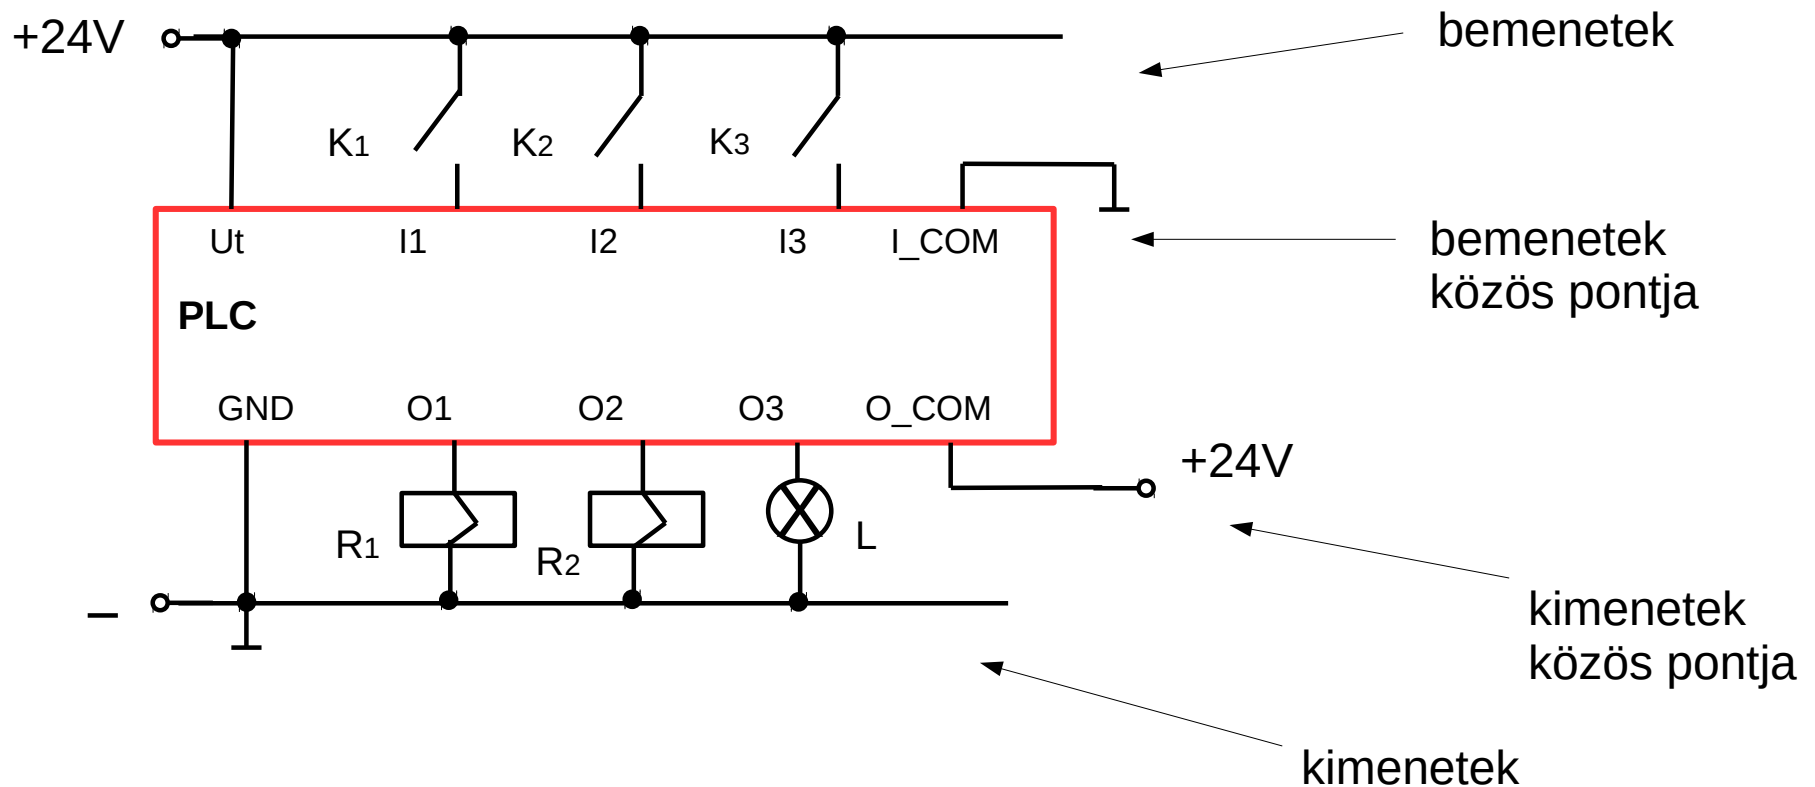 +24V
bemenetek
K1
K2
K3
Ut
I1
I2
I3
I_COM
bemenetek
közös pontja
PLC
GND
O1
O2
O3
O_COM
+24V
R1
R2
L
–
kimenetek
közös pontja
kimenetek